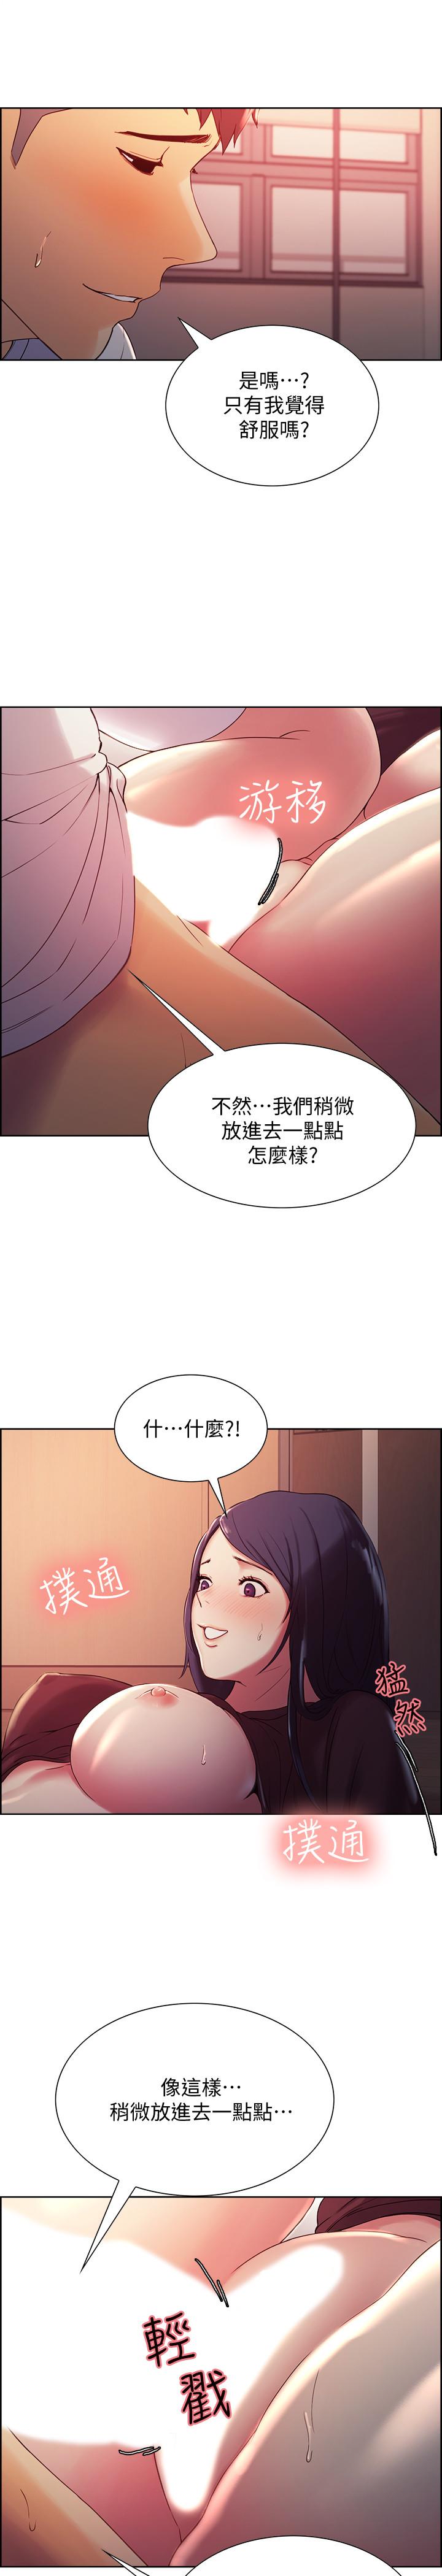 是嗎⋯?
只有我覺得
舒服嗎?
游移
不然⋯我們稍微
放進去一點點
怎麼樣?
什⋯什麼?!
撲通
猛然
撲通
像這樣⋯
稍微放進去一點點⋯
輕戳